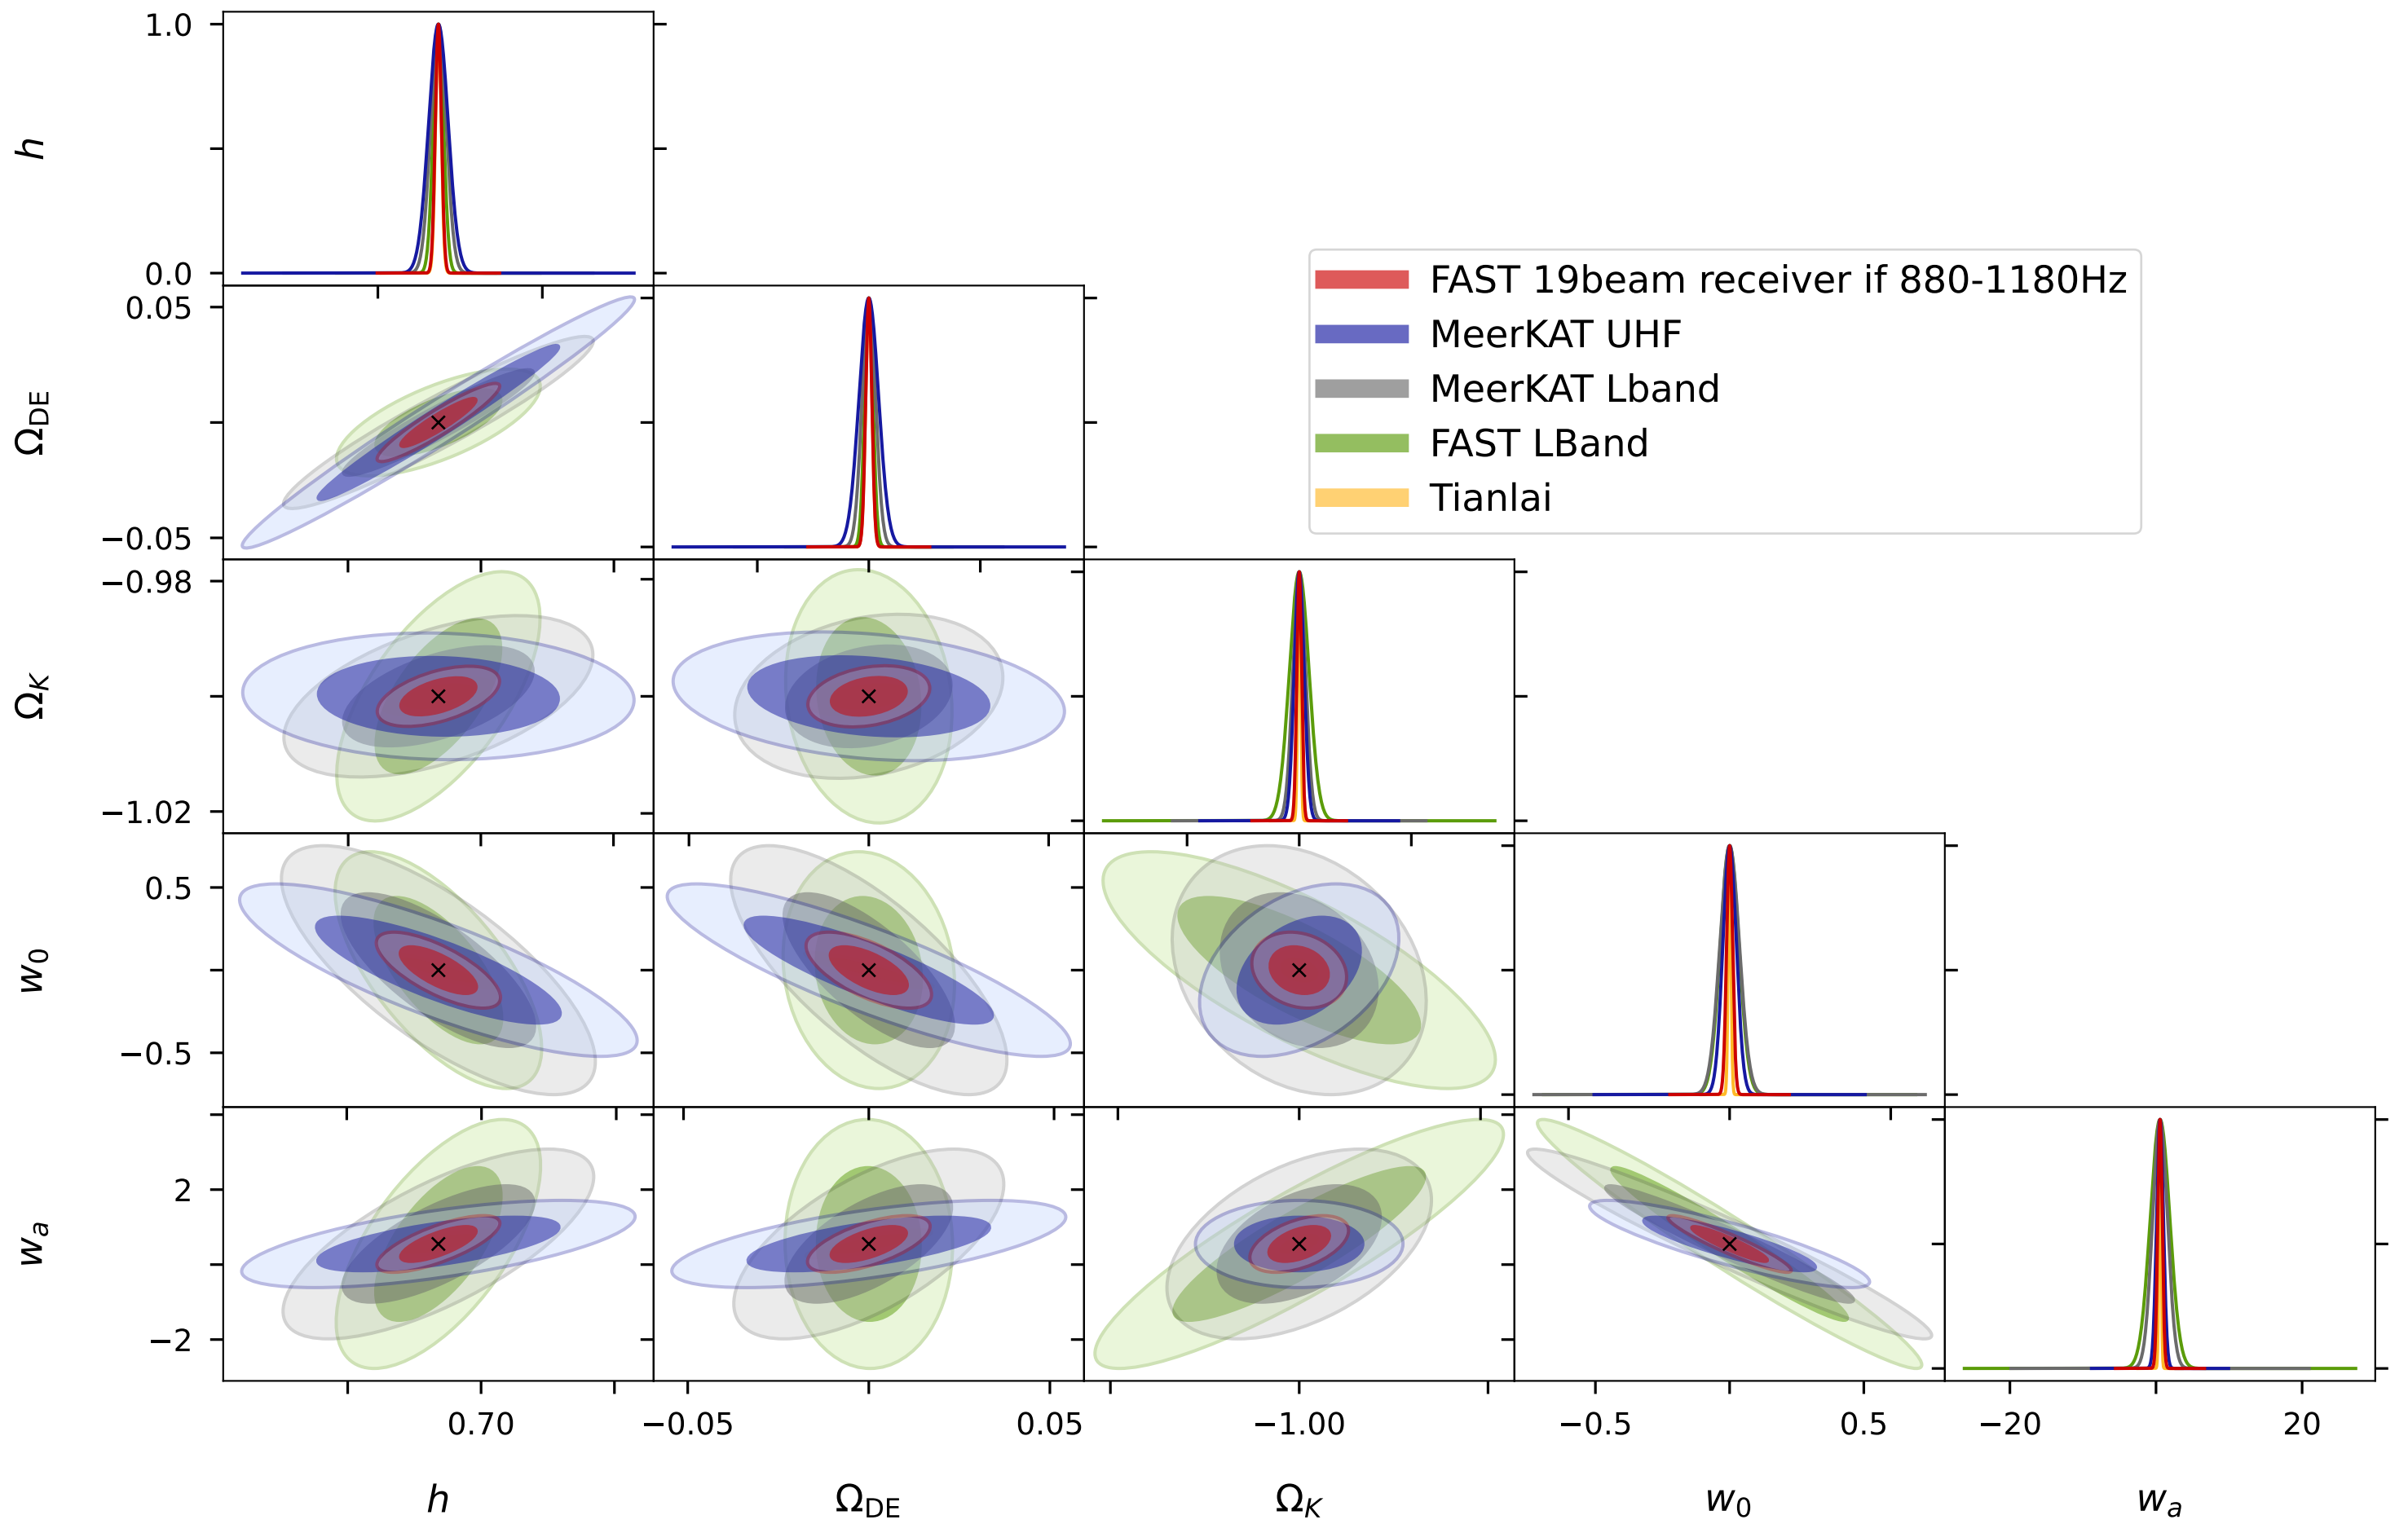 1.0
h
0.0
0.05
Ω_DE
−0.05
FAST 19beam receiver if 880-1180Hz
MeerKAT UHF
MeerKAT Lband
FAST LBand
Tianlai
−0.98
Ω_K
−1.02
0.5
w_0
−0.5
2
w_a
−2
0.70 −0.05 0.05 −1.00 −0.5 0.5 −20 20
h Ω_DE Ω_K w_0 w_a